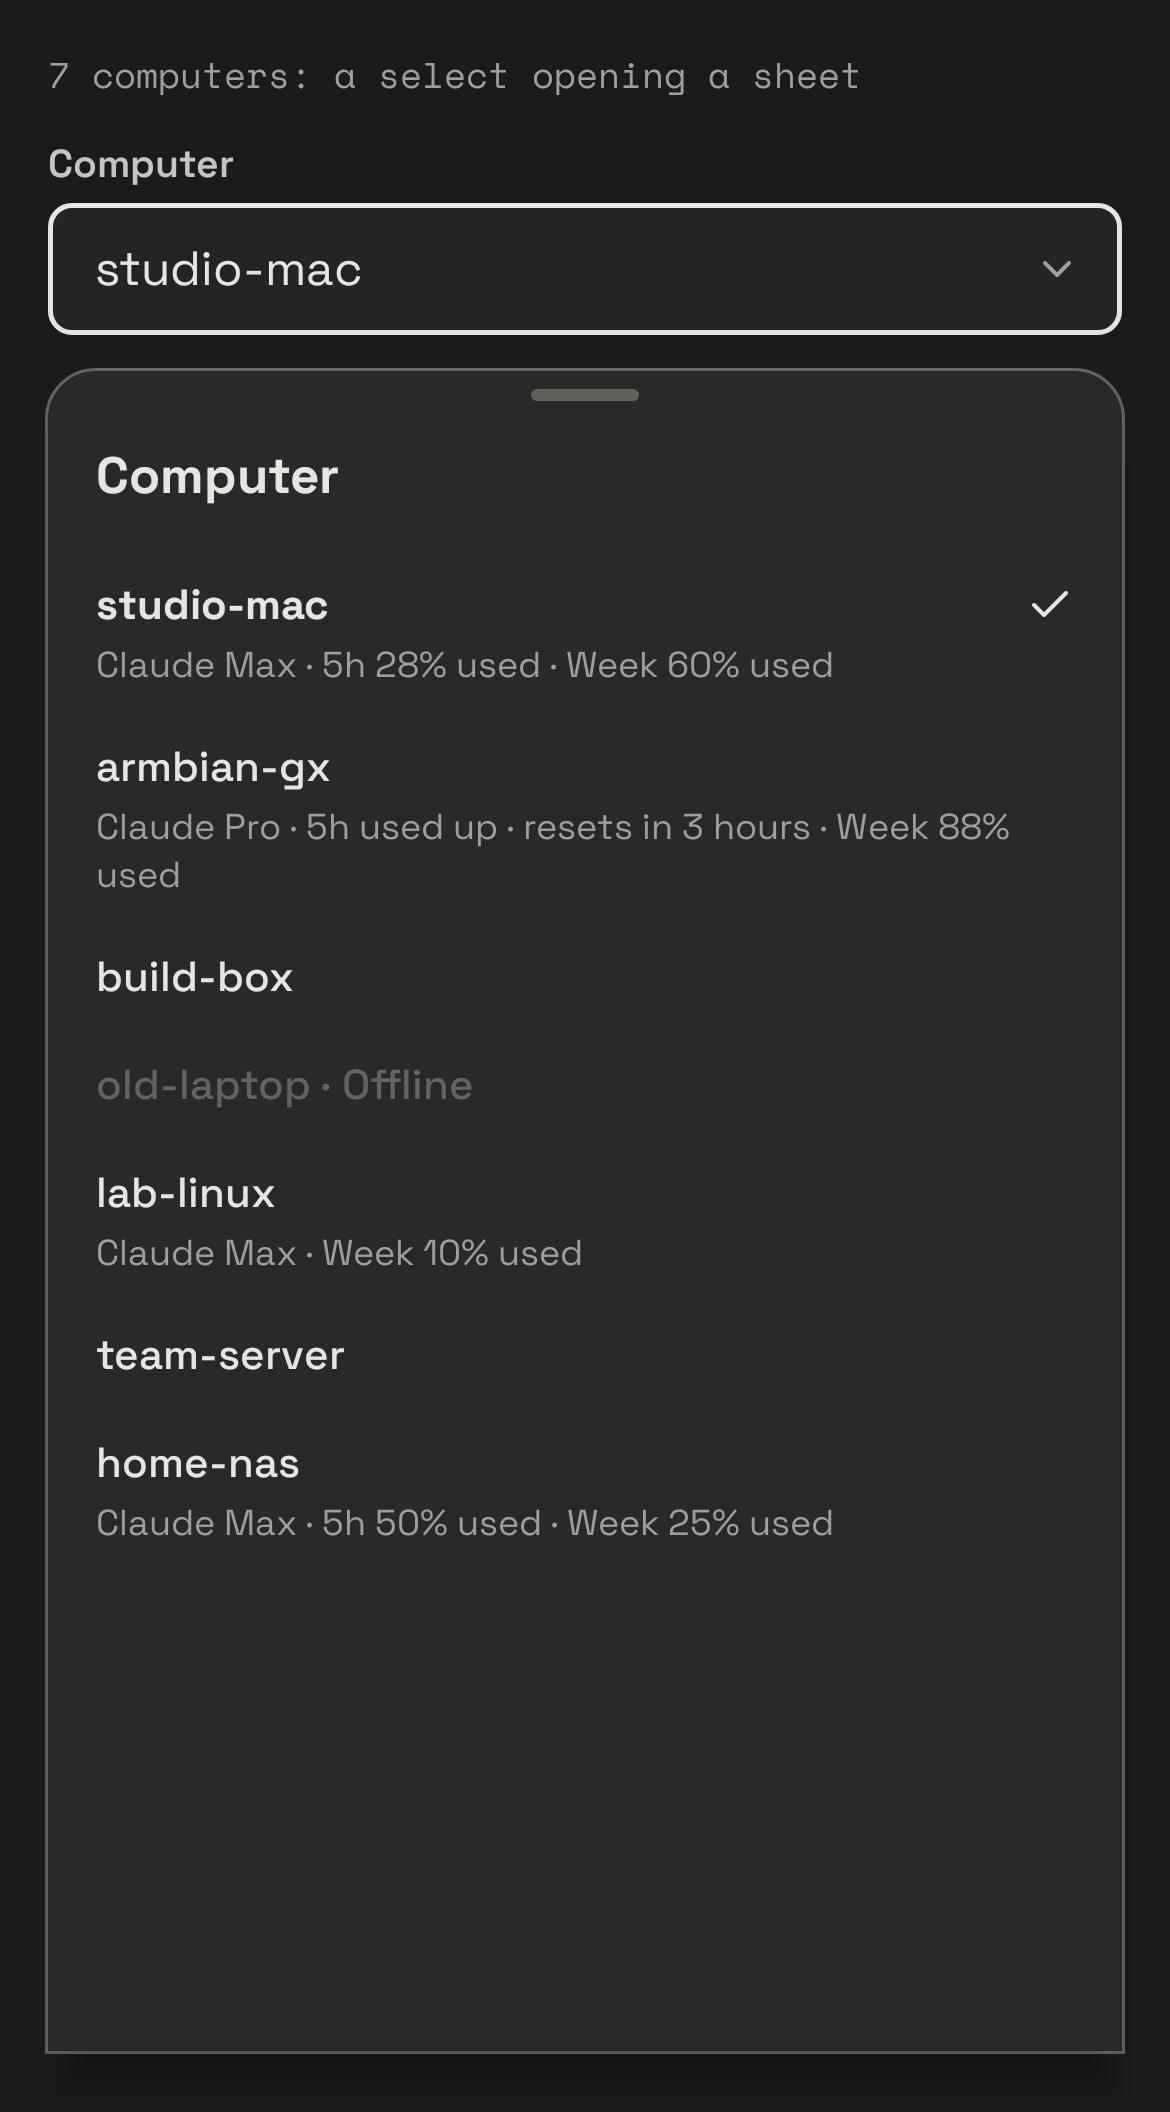 7 computers: a select opening a sheet
Computer
studio-mac
Computer
studio-mac
Claude Max · 5h 28% used · Week 60% used
armbian-gx
Claude Pro · 5h used up · resets in 3 hours · Week 88%
used
build-box
old-laptop · Offline
lab-linux
Claude Max · Week 10% used
team-server
home-nas
Claude Max · 5h 50% used · Week 25% used